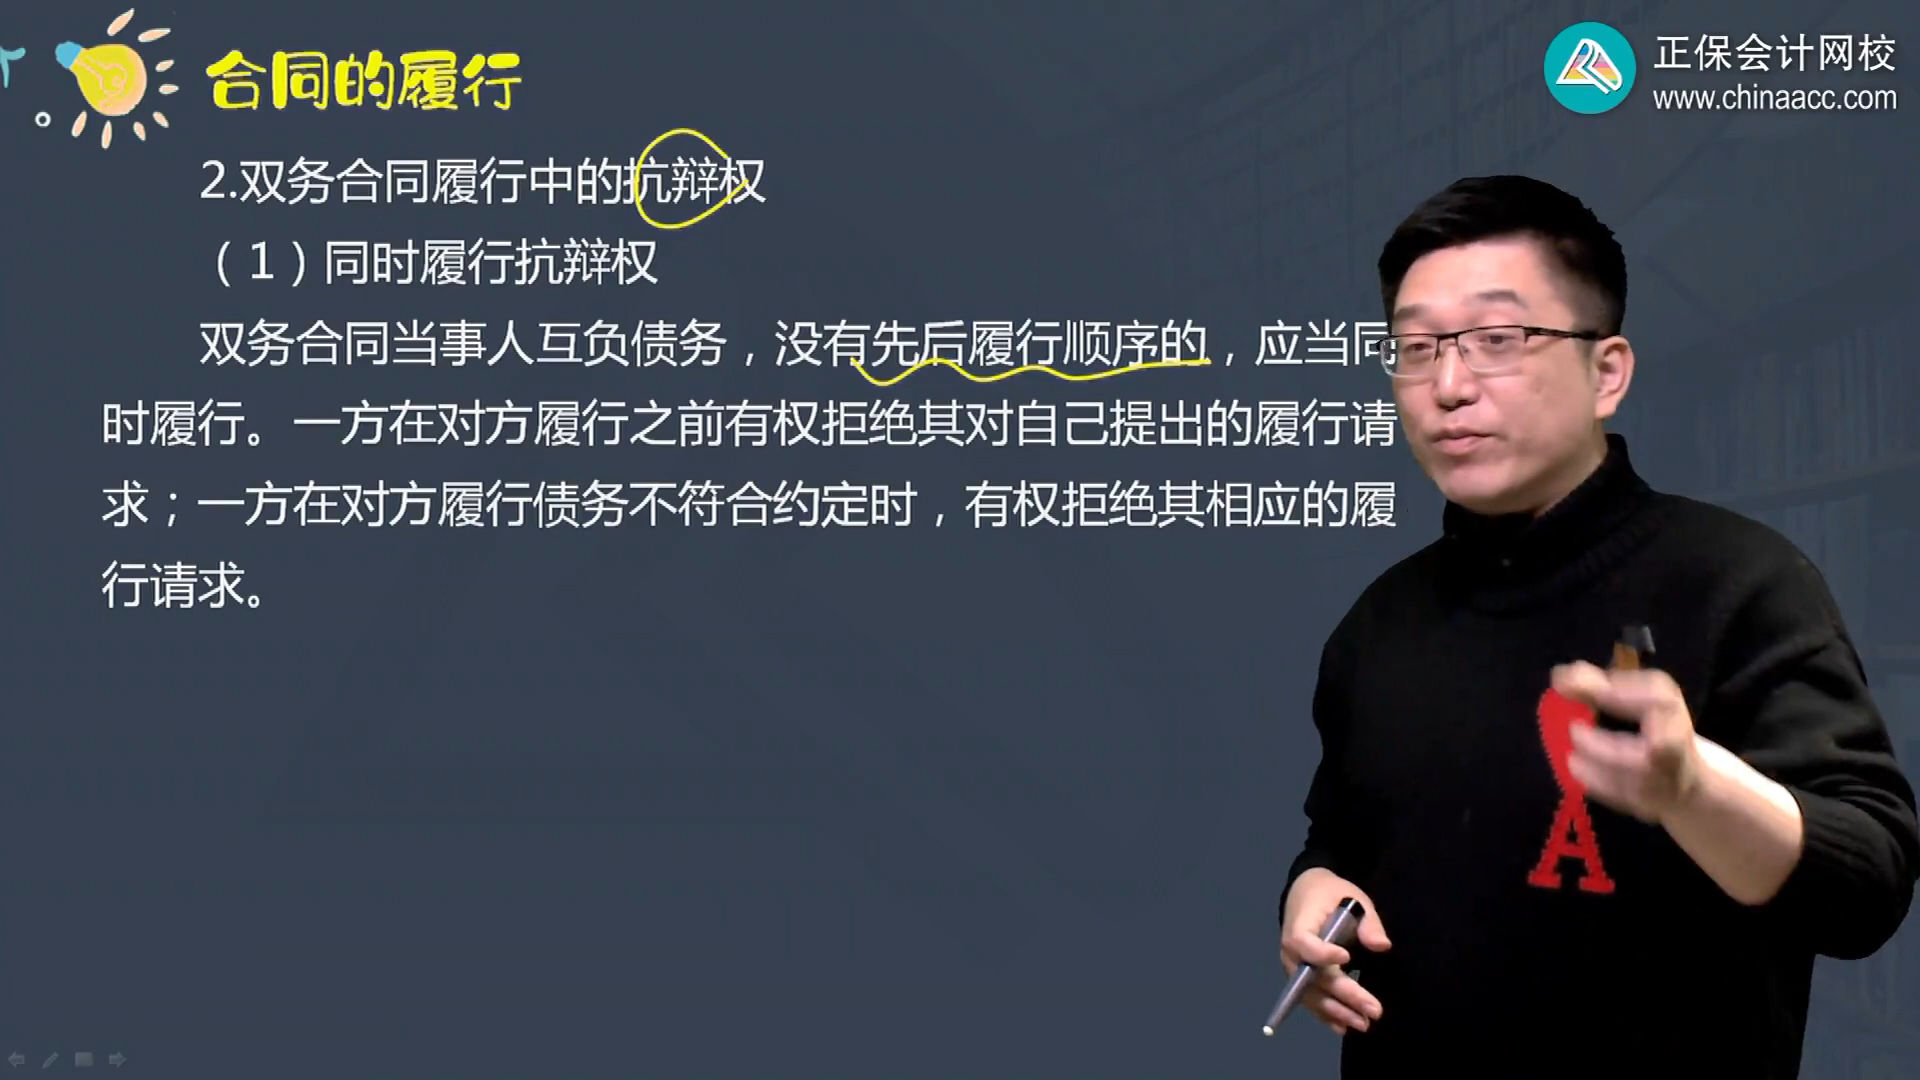 合同的履行
正保会计网校
www.chinaacc.com
2.双务合同履行中的抗辩权
（1）同时履行抗辩权
双务合同当事人互负债务，没有先后履行顺序的，应当同
时履行。一方在对方履行之前有权拒绝其对自己提出的履行请
求；一方在对方履行债务不符合约定时，有权拒绝其相应的履
行请求。
A